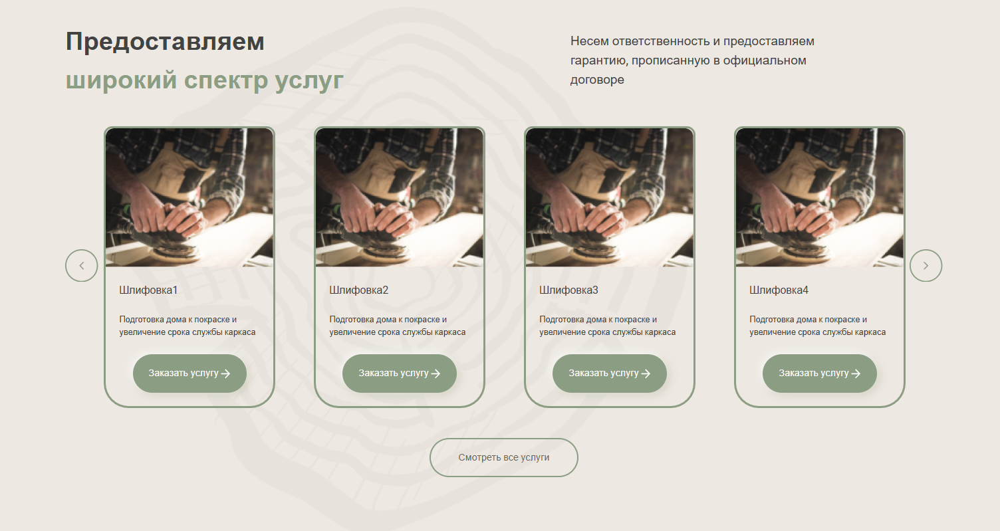 Предоставляем
широкий спектр услуг
Несем ответственность и предоставляем
гарантию, прописанную в официальном
договоре
Шлифовка1
Подготовка дома к покраске и
увеличение срока службы каркаса
Заказать услугу
Шлифовка2
Подготовка дома к покраске и
увеличение срока службы каркаса
Заказать услугу
Шлифовка3
Подготовка дома к покраске и
увеличение срока службы каркаса
Заказать услугу
Шлифовка4
Подготовка дома к покраске и
увеличение срока службы каркаса
Заказать услугу
Смотреть все услуги